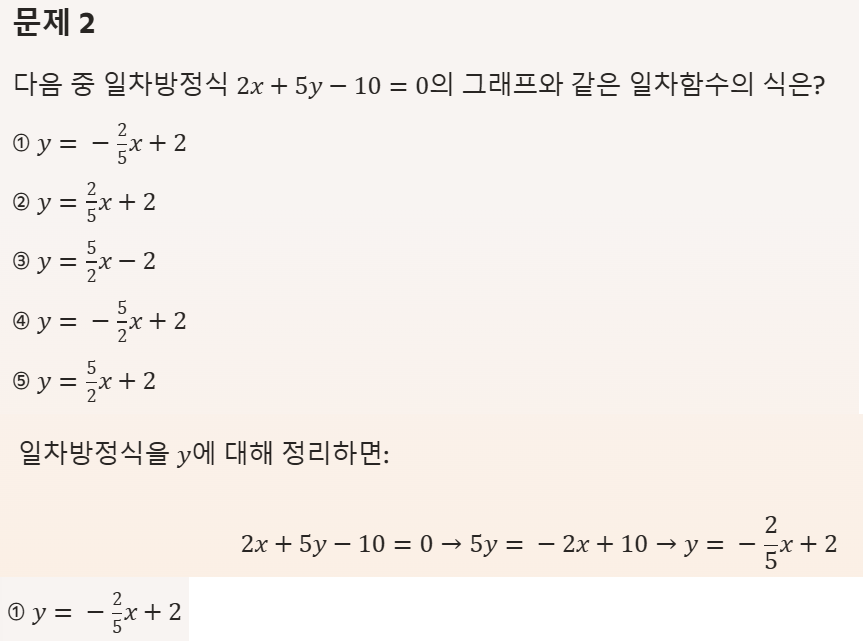 문제 2
다음 중 일차방정식 2x + 5y − 10 = 0의 그래프와 같은 일차함수의 식은?
① y = −2/5x + 2
② y = 2/5x + 2
③ y = 5/2x − 2
④ y = −5/2x + 2
⑤ y = 5/2x + 2
일차방정식을 y에 대해 정리하면:
2x + 5y − 10 = 0 → 5y = −2x + 10 → y = −2/5x + 2
① y = −2/5x + 2